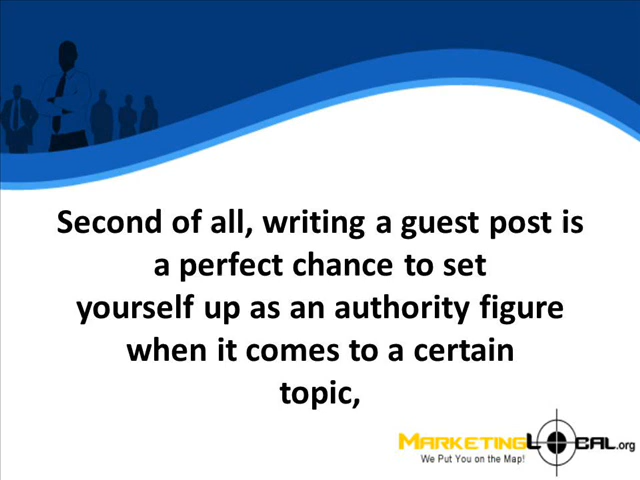 Second of all, writing a guest post is
a perfect chance to set
yourself up as an authority figure
when it comes to a certain
topic,
MARKETINGLOCAL.org
We Put You on the Map!